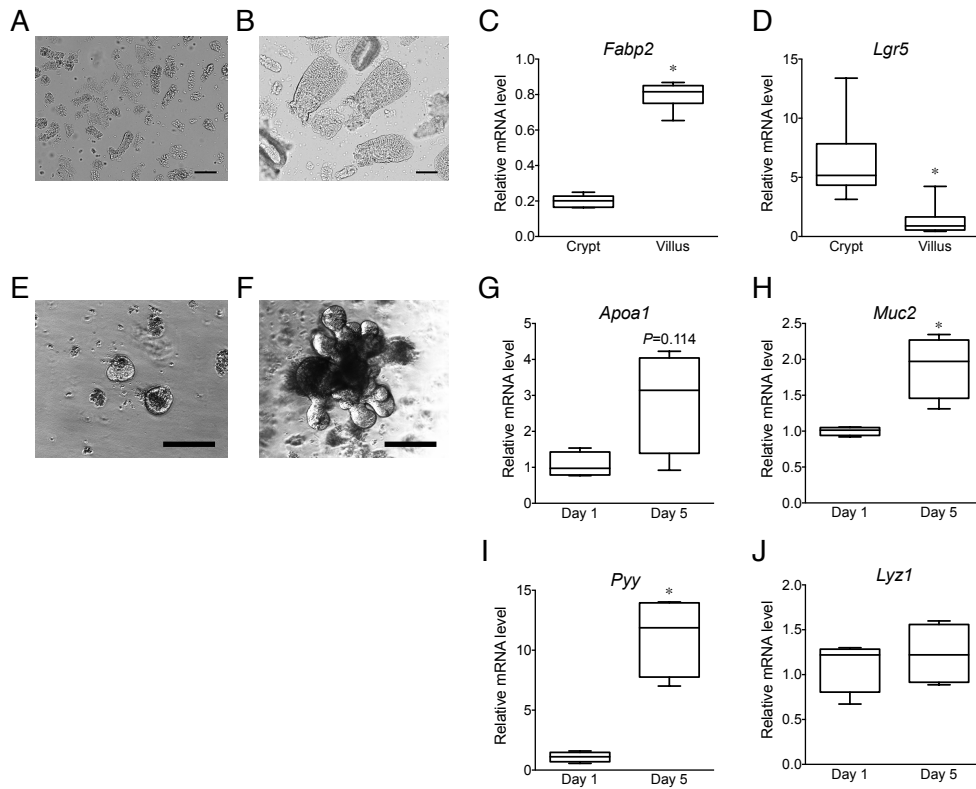 A
B
C
Fabp2
Relative mRNA level
1.0
0.8
0.6
0.4
0.2
0.0
*
Crypt
Villus
D
Lgr5
Relative mRNA level
15
10
5
0
*
Crypt
Villus
E
F
G
Apoa1
Relative mRNA level
5
4
3
2
1
0
P=0.114
Day 1
Day 5
H
Muc2
Relative mRNA level
2.5
2.0
1.5
1.0
0.5
0.0
*
Day 1
Day 5
I
Pyy
Relative mRNA level
15
10
5
0
*
Day 1
Day 5
J
Lyz1
Relative mRNA level
2.0
1.5
1.0
0.5
0.0
Day 1
Day 5